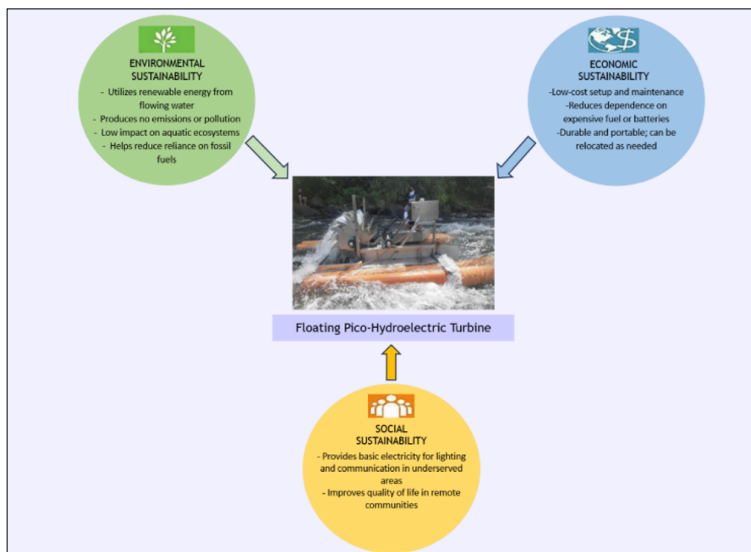 ENVIRONMENTAL
SUSTAINABILITY
- Utilizes renewable energy from
flowing water
- Produces no emissions or pollution
- Low impact on aquatic ecosystems
- Helps reduce reliance on fossil
fuels
ECONOMIC
SUSTAINABILITY
-Low-cost setup and maintenance
-Reduces dependence on
expensive fuel or batteries
-Durable and portable; can be
relocated as needed
Floating Pico-Hydroelectric Turbine
SOCIAL
SUSTAINABILITY
- Provides basic electricity for lighting
and communication in underserved
areas
- Improves quality of life in remote
communities